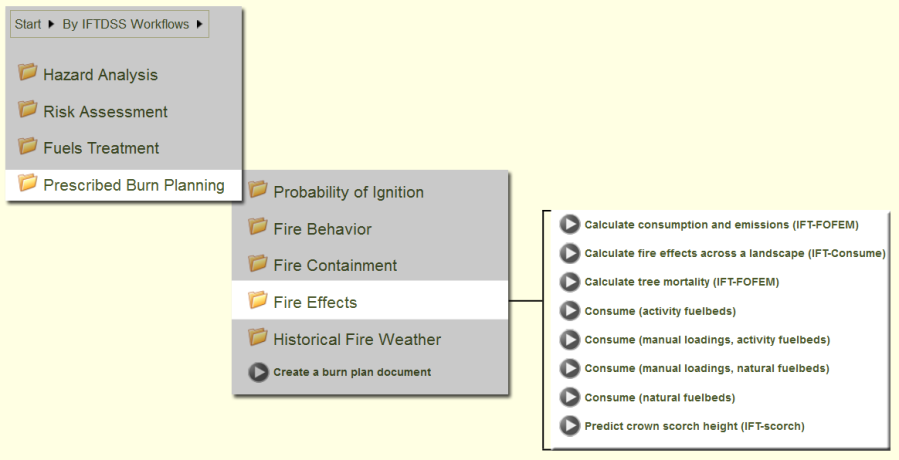 Start By IFTDSS Workflows
Hazard Analysis
Risk Assessment
Fuels Treatment
Prescribed Burn Planning
Probability of Ignition
Fire Behavior
Fire Containment
Fire Effects
Historical Fire Weather
Create a burn plan document
Calculate consumption and emissions (IFT-FOFEM)
Calculate fire effects across a landscape (IFT-Consume)
Calculate tree mortality (IFT-FOFEM)
Consume (activity fuelbeds)
Consume (manual loadings, activity fuelbeds)
Consume (manual loadings, natural fuelbeds)
Consume (natural fuelbeds)
Predict crown scorch height (IFT-scorch)